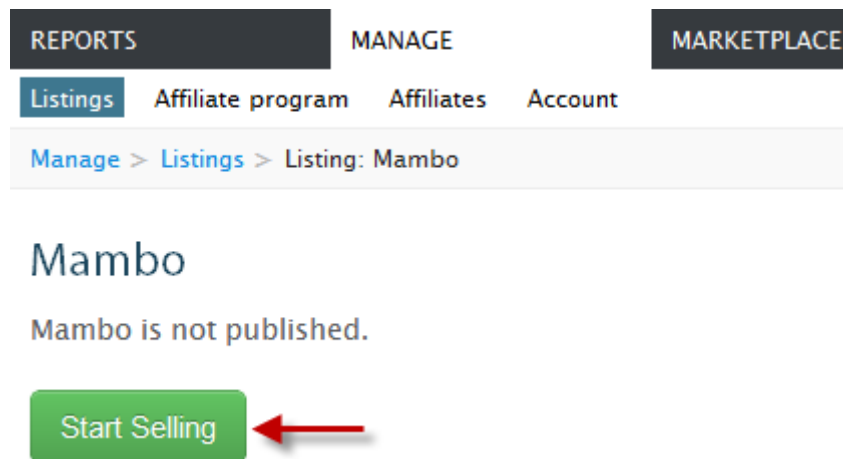 REPORTS MANAGE MARKETPLACE
Listings Affiliate program Affiliates Account
Manage > Listings > Listing: Mambo
Mambo
Mambo is not published.
Start Selling